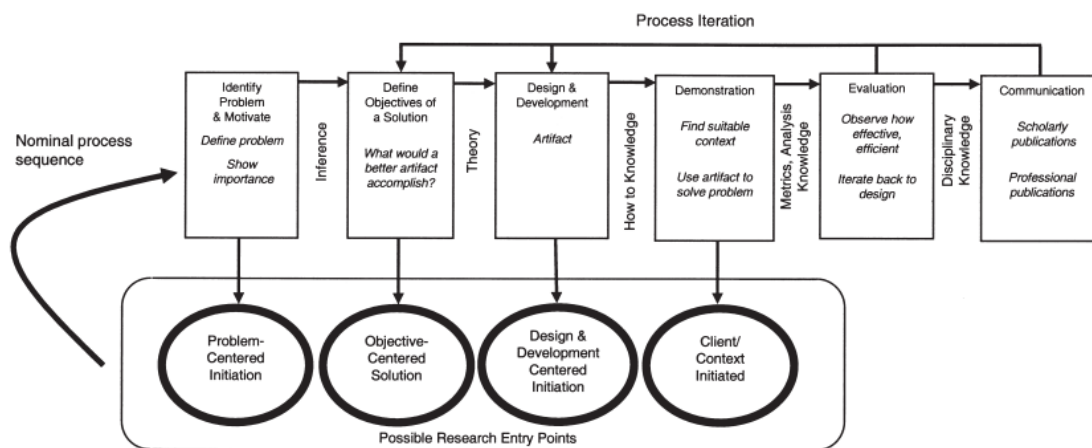 Process Iteration
Nominal process
sequence
Identify
Problem
& Motivate
Define problem
Show
importance
Inference
Define
Objectives of
a Solution
What would a
better artifact
accomplish?
Theory
Design &
Development
Artifact
How to Knowledge
Demonstration
Find suitable
context
Use artifact to
solve problem
Metrics, Analysis
Knowledge
Evaluation
Observe how
effective,
efficient
Iterate back to
design
Disciplinary
Knowledge
Communication
Scholarly
publications
Professional
publications
Problem-
Centered
Initiation
Objective-
Centered
Solution
Design &
Development
Centered
Initiation
Client/
Context
Initiated
Possible Research Entry Points